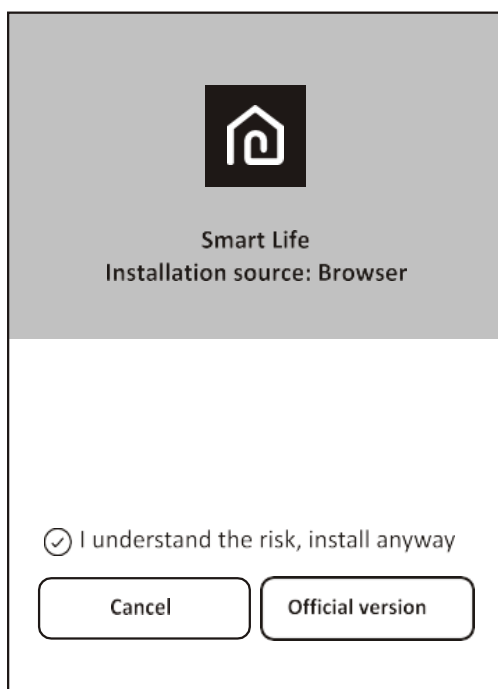 Smart Life
Installation source: Browser
I understand the risk, install anyway
Cancel
Official version